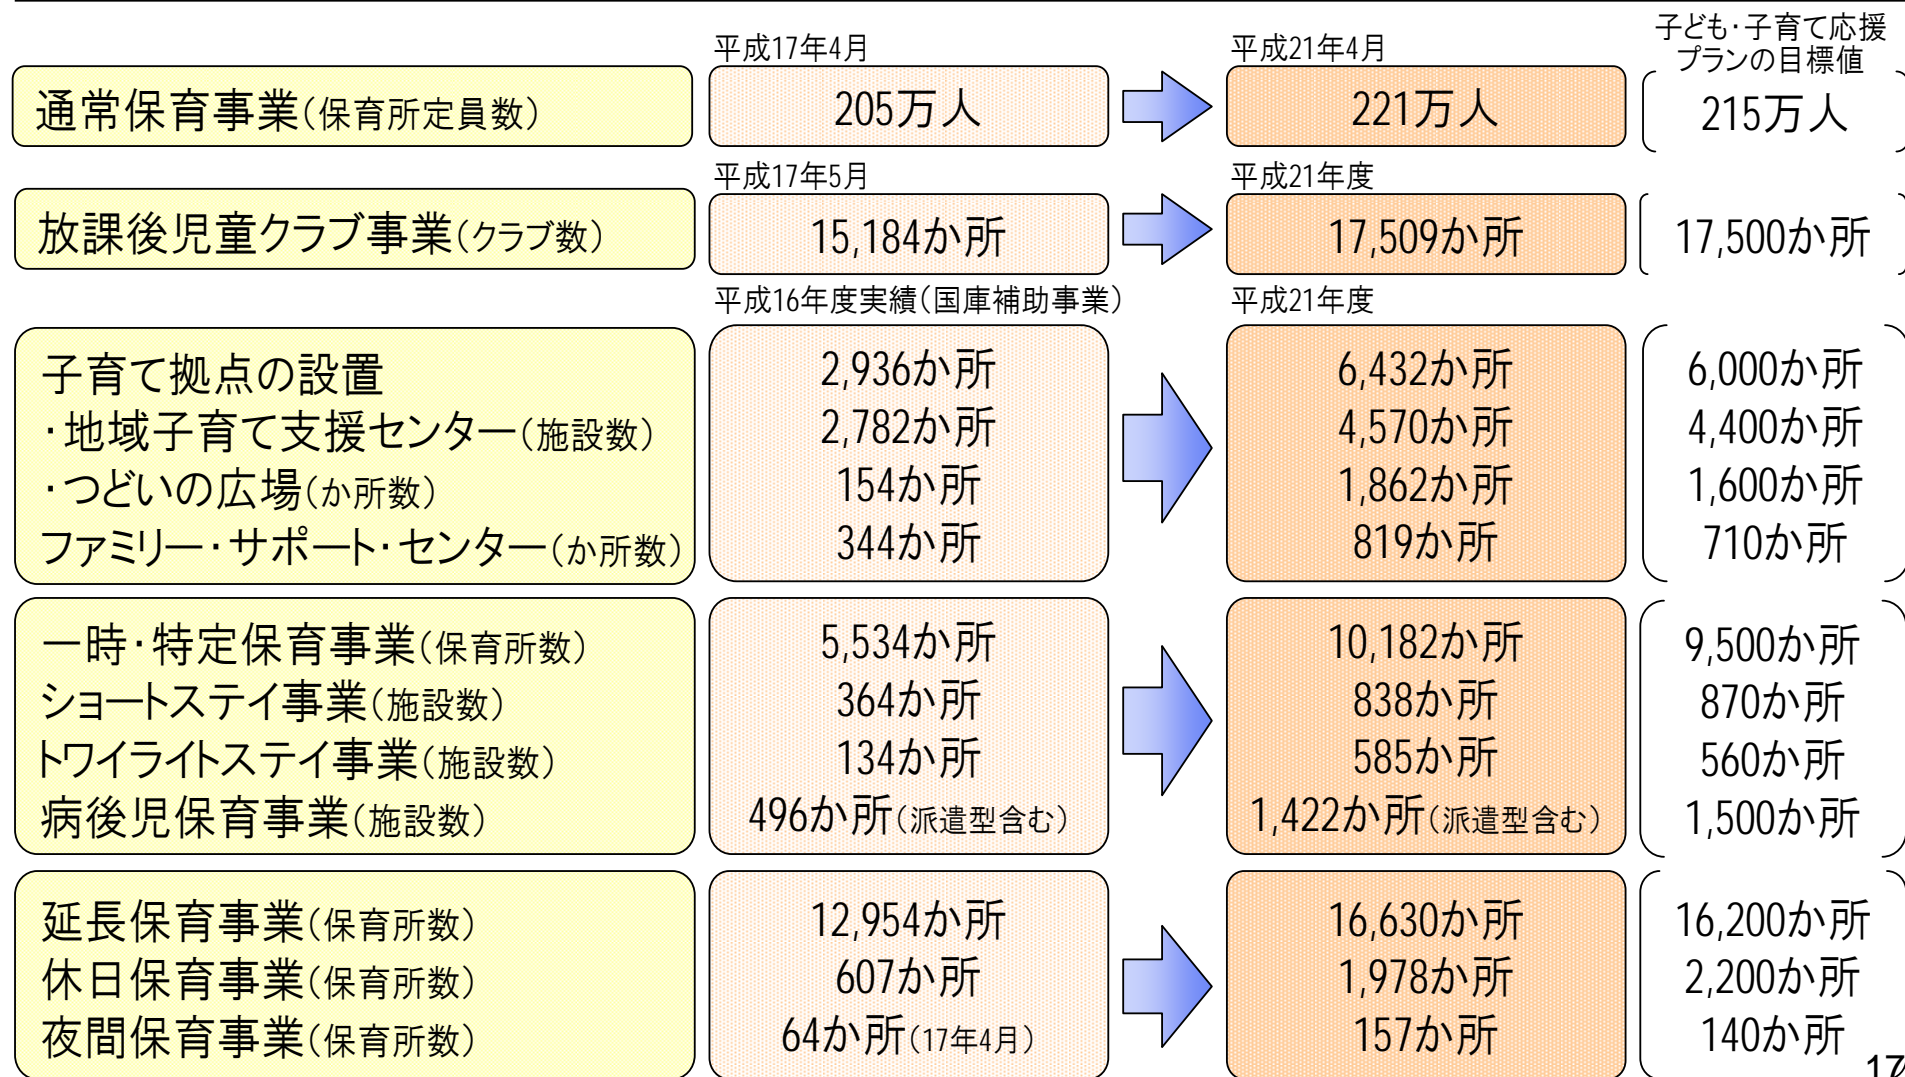 平成17年4月 平成21年4月 子ども・子育て応援
プランの目標値
通常保育事業(保育所定員数) 205万人 221万人 215万人
平成17年5月 平成21年度
放課後児童クラブ事業(クラブ数) 15,184か所 17,509か所 17,500か所
平成16年度実績(国庫補助事業) 平成21年度
子育て拠点の設置 2,936か所 6,432か所 6,000か所
・地域子育て支援センター(施設数) 2,782か所 4,570か所 4,400か所
・つどいの広場(か所数) 154か所 1,862か所 1,600か所
ファミリー・サポート・センター(か所数) 344か所 819か所 710か所
一時・特定保育事業(保育所数) 5,534か所 10,182か所 9,500か所
ショートステイ事業(施設数) 364か所 838か所 870か所
トワイライトステイ事業(施設数) 134か所 585か所 560か所
病後児保育事業(施設数) 496か所(派遣型含む) 1,422か所(派遣型含む) 1,500か所
延長保育事業(保育所数) 12,954か所 16,630か所 16,200か所
休日保育事業(保育所数) 607か所 1,978か所 2,200か所
夜間保育事業(保育所数) 64か所(17年4月) 157か所 140か所
17